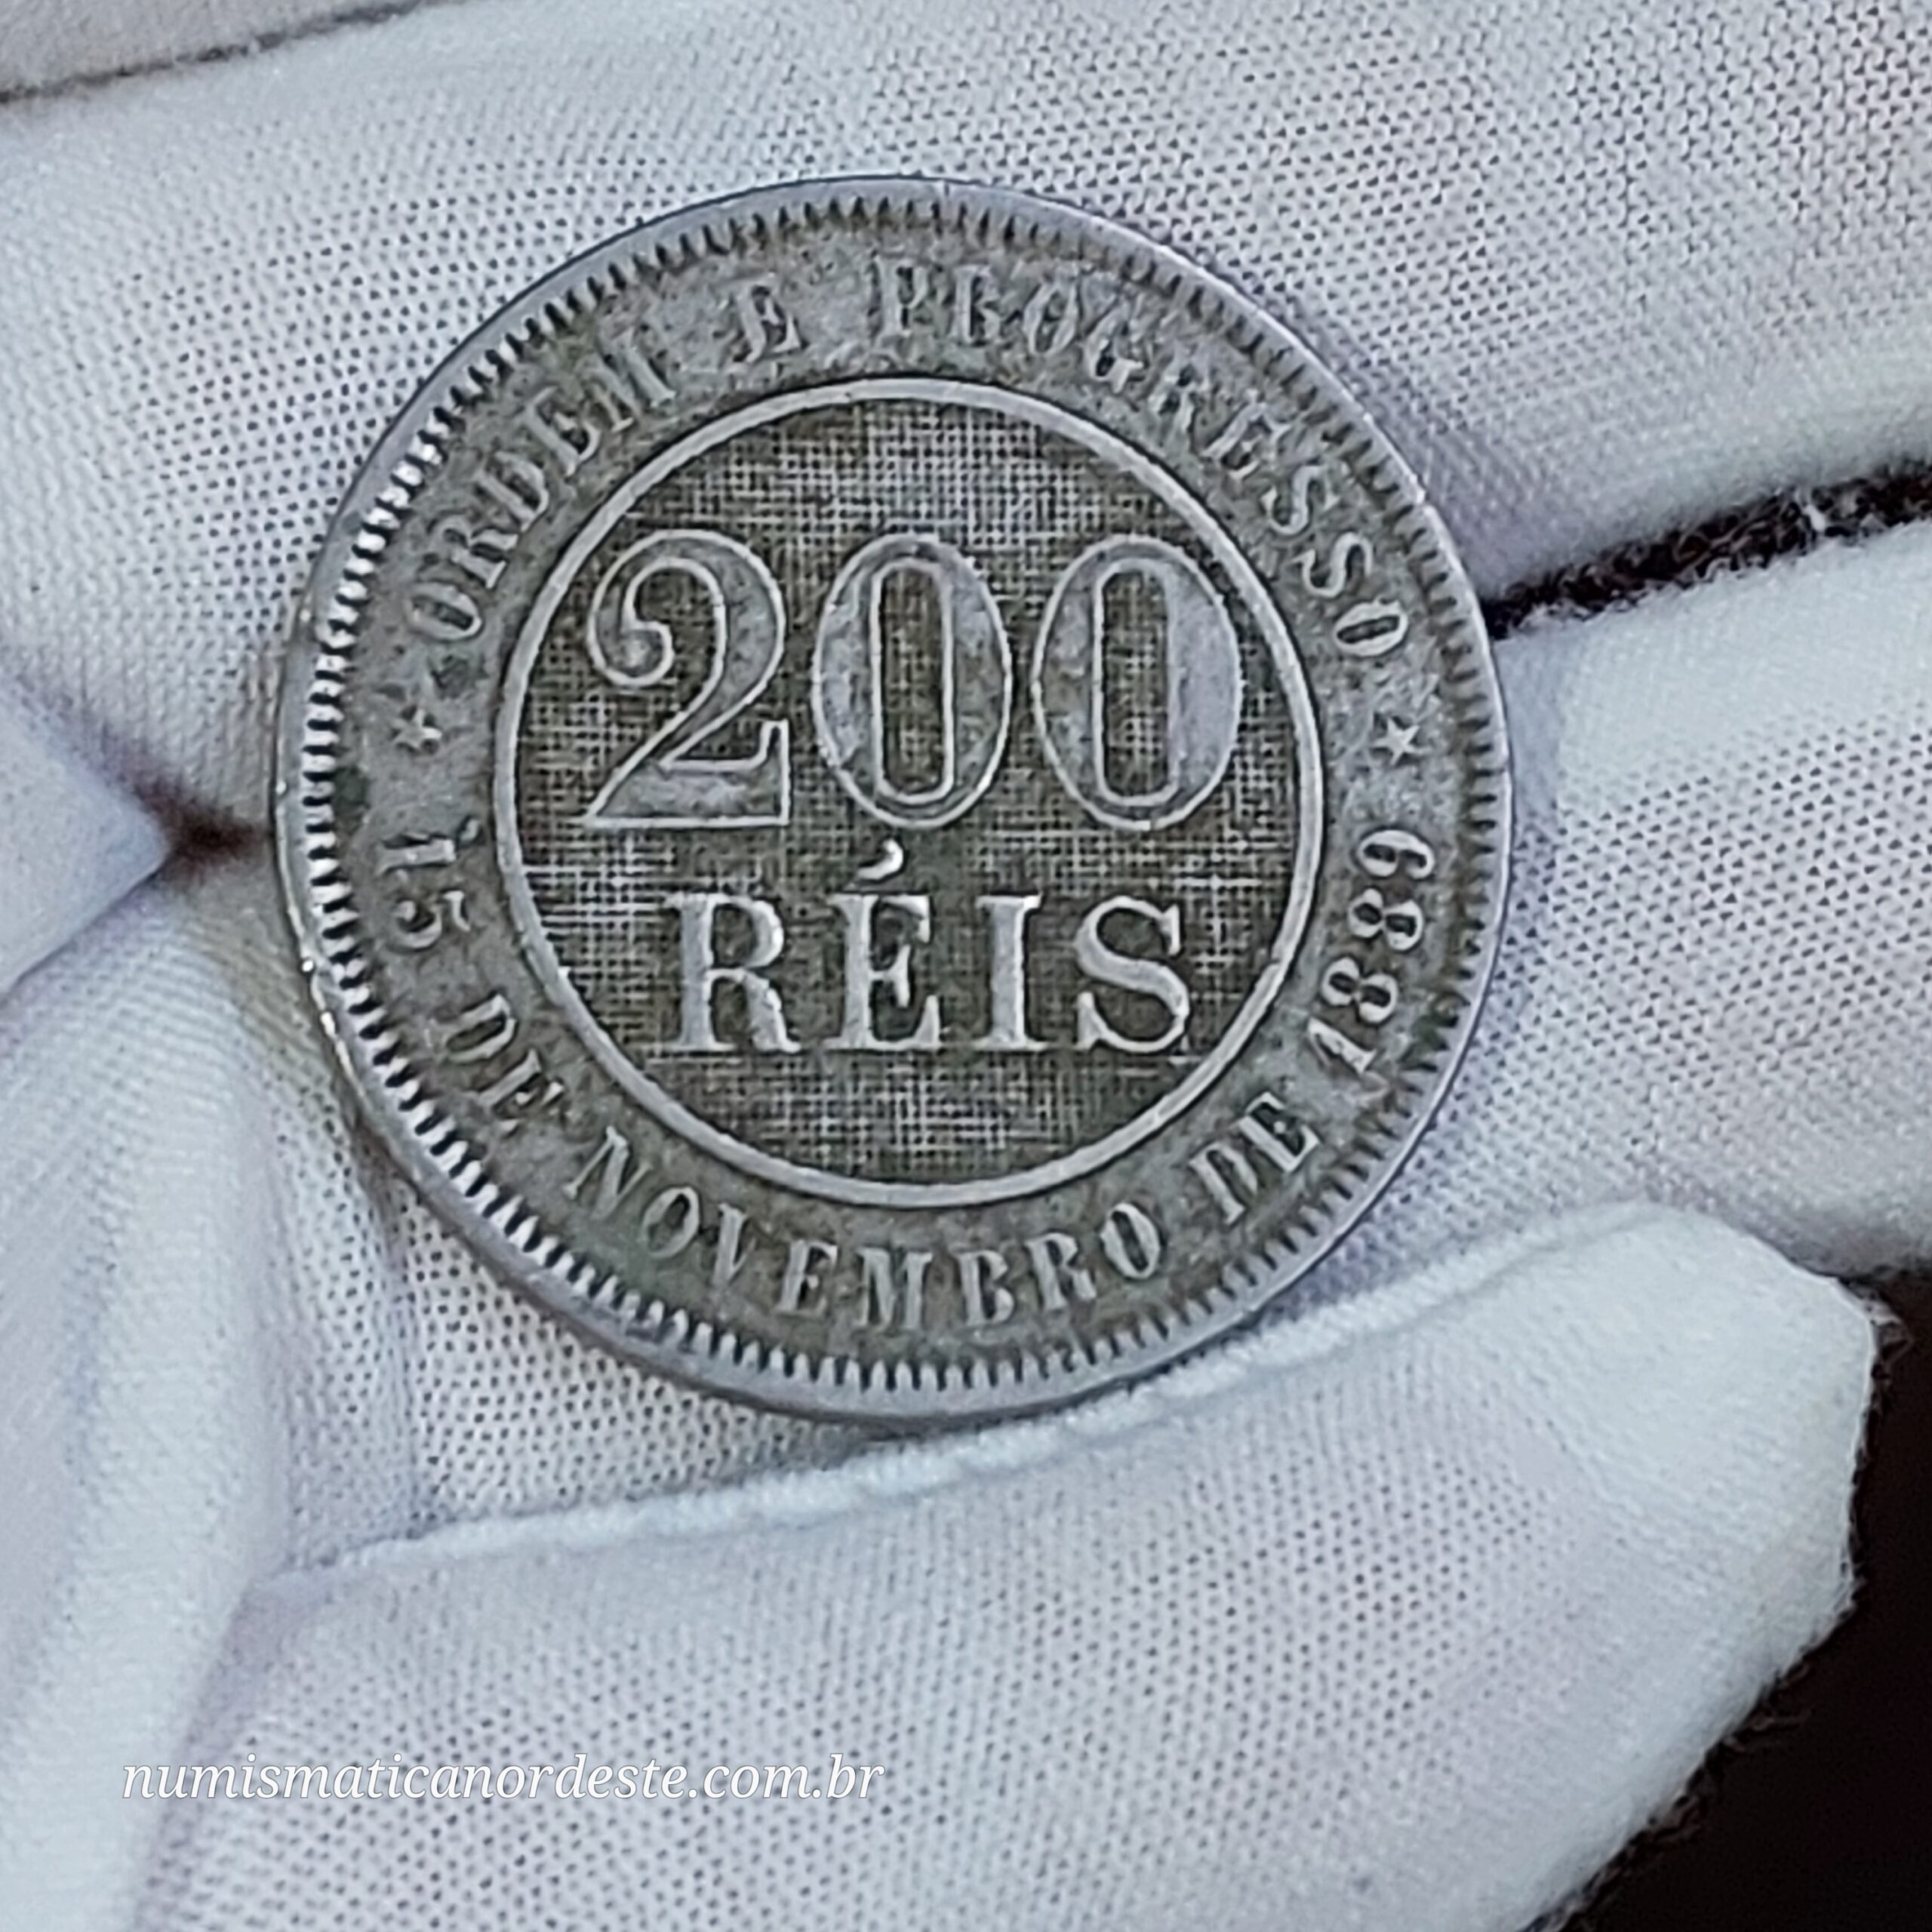 ORDEM E PROGRESSO
200
RÉIS
15 DE NOVEMBRO DE 1889
numismaticanordeste.com.br